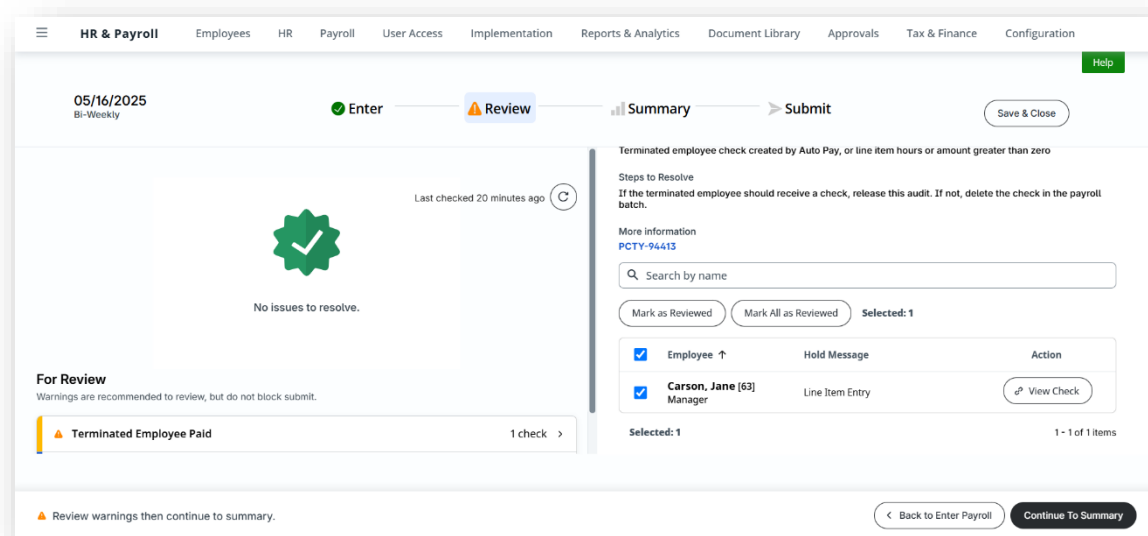 HR & Payroll Employees HR Payroll User Access Implementation Reports & Analytics Document Library Approvals Tax & Finance Configuration
Help
05/16/2025
Bi-Weekly
Enter Review Summary Submit
Save & Close
Last checked 20 minutes ago
No issues to resolve.
For Review
Warnings are recommended to review, but do not block submit.
Terminated Employee Paid 1 check
Terminated employee check created by Auto Pay, or line item hours or amount greater than zero
Steps to Resolve
If the terminated employee should receive a check, release this audit. If not, delete the check in the payroll
batch.
More information
PCTY-94413
Search by name
Mark as Reviewed Mark All as Reviewed Selected: 1
Employee ↑ Hold Message Action
Carson, Jane [63]
Manager
Line Item Entry
View Check
Selected: 1 1 - 1 of 1 items
Review warnings then continue to summary.
Back to Enter Payroll Continue To Summary